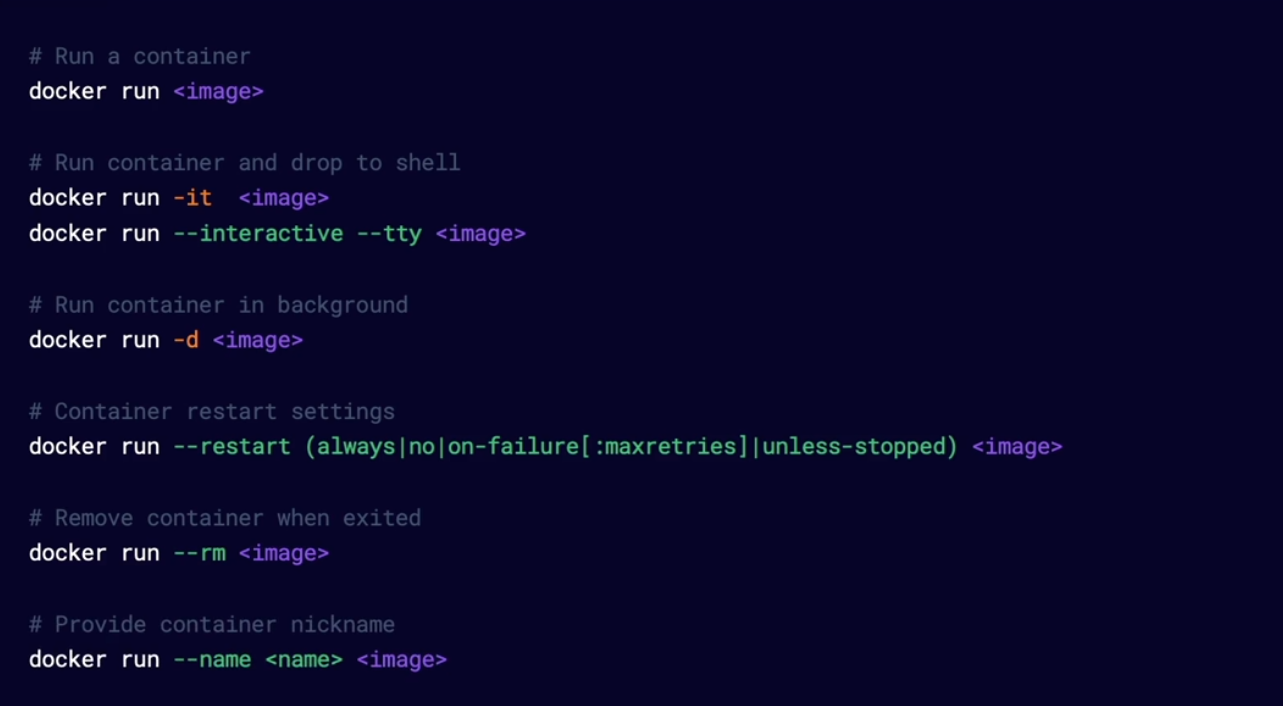 # Run a container
docker run <image>
# Run container and drop to shell
docker run -it  <image>
docker run --interactive --tty <image>
# Run container in background
docker run -d <image>
# Container restart settings
docker run --restart (always|no|on-failure[:maxretries]|unless-stopped) <image>
# Remove container when exited
docker run --rm <image>
# Provide container nickname
docker run --name <name> <image>